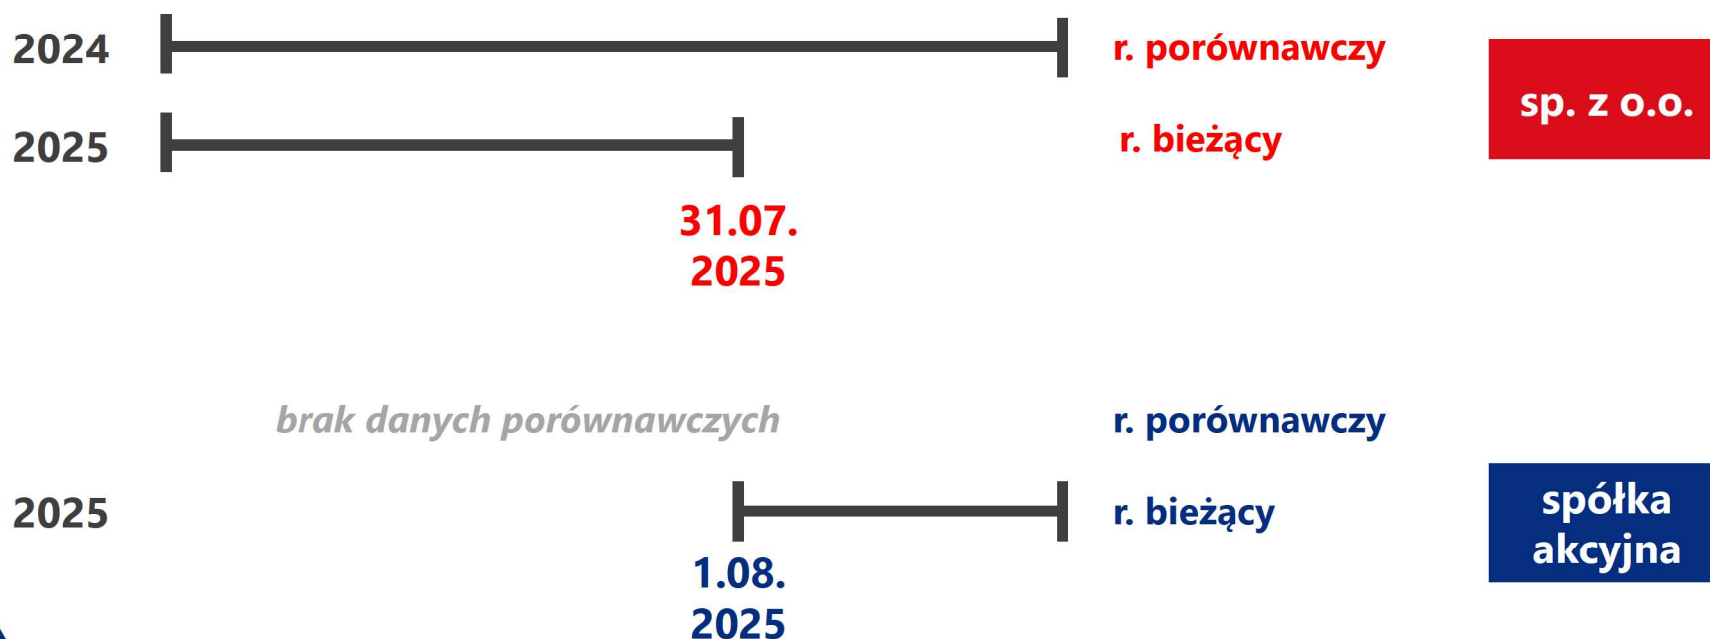 2024
r. porównawczy
sp. z o.o.
2025
r. bieżący
31.07.
2025
brak danych porównawczych
r. porównawczy
2025
r. bieżący
spółka
akcyjna
1.08.
2025